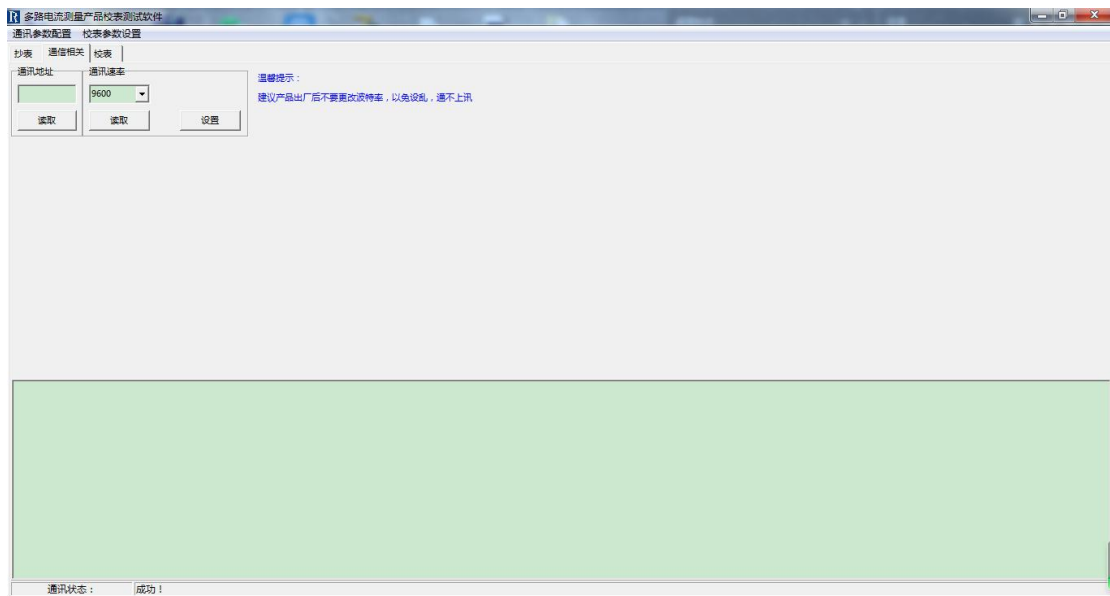 多路电流测量产品校表测试软件
通讯参数配置 校表参数设置
抄表 通信相关 校表
通讯地址 通讯速率
9600
读取 读取 设置
温馨提示：
建议产品出厂后不要更改波特率，以免设乱，通不上讯
通讯状态： 成功！